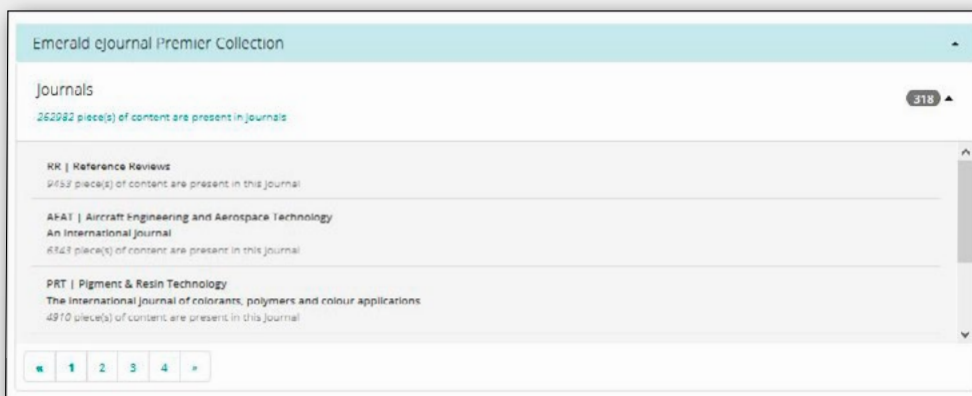 Emerald eJournal Premier Collection
Journals
318
262982 piece(s) of content are present in Journals
RR | Reference Reviews
9453 piece(s) of content are present in this Journal
AEAT | Aircraft Engineering and Aerospace Technology
An International Journal
6343 piece(s) of content are present in this Journal
PRT | Pigment & Resin Technology
The international journal of colorants, polymers and colour applications
4910 piece(s) of content are present in this Journal
« 1 2 3 4 »